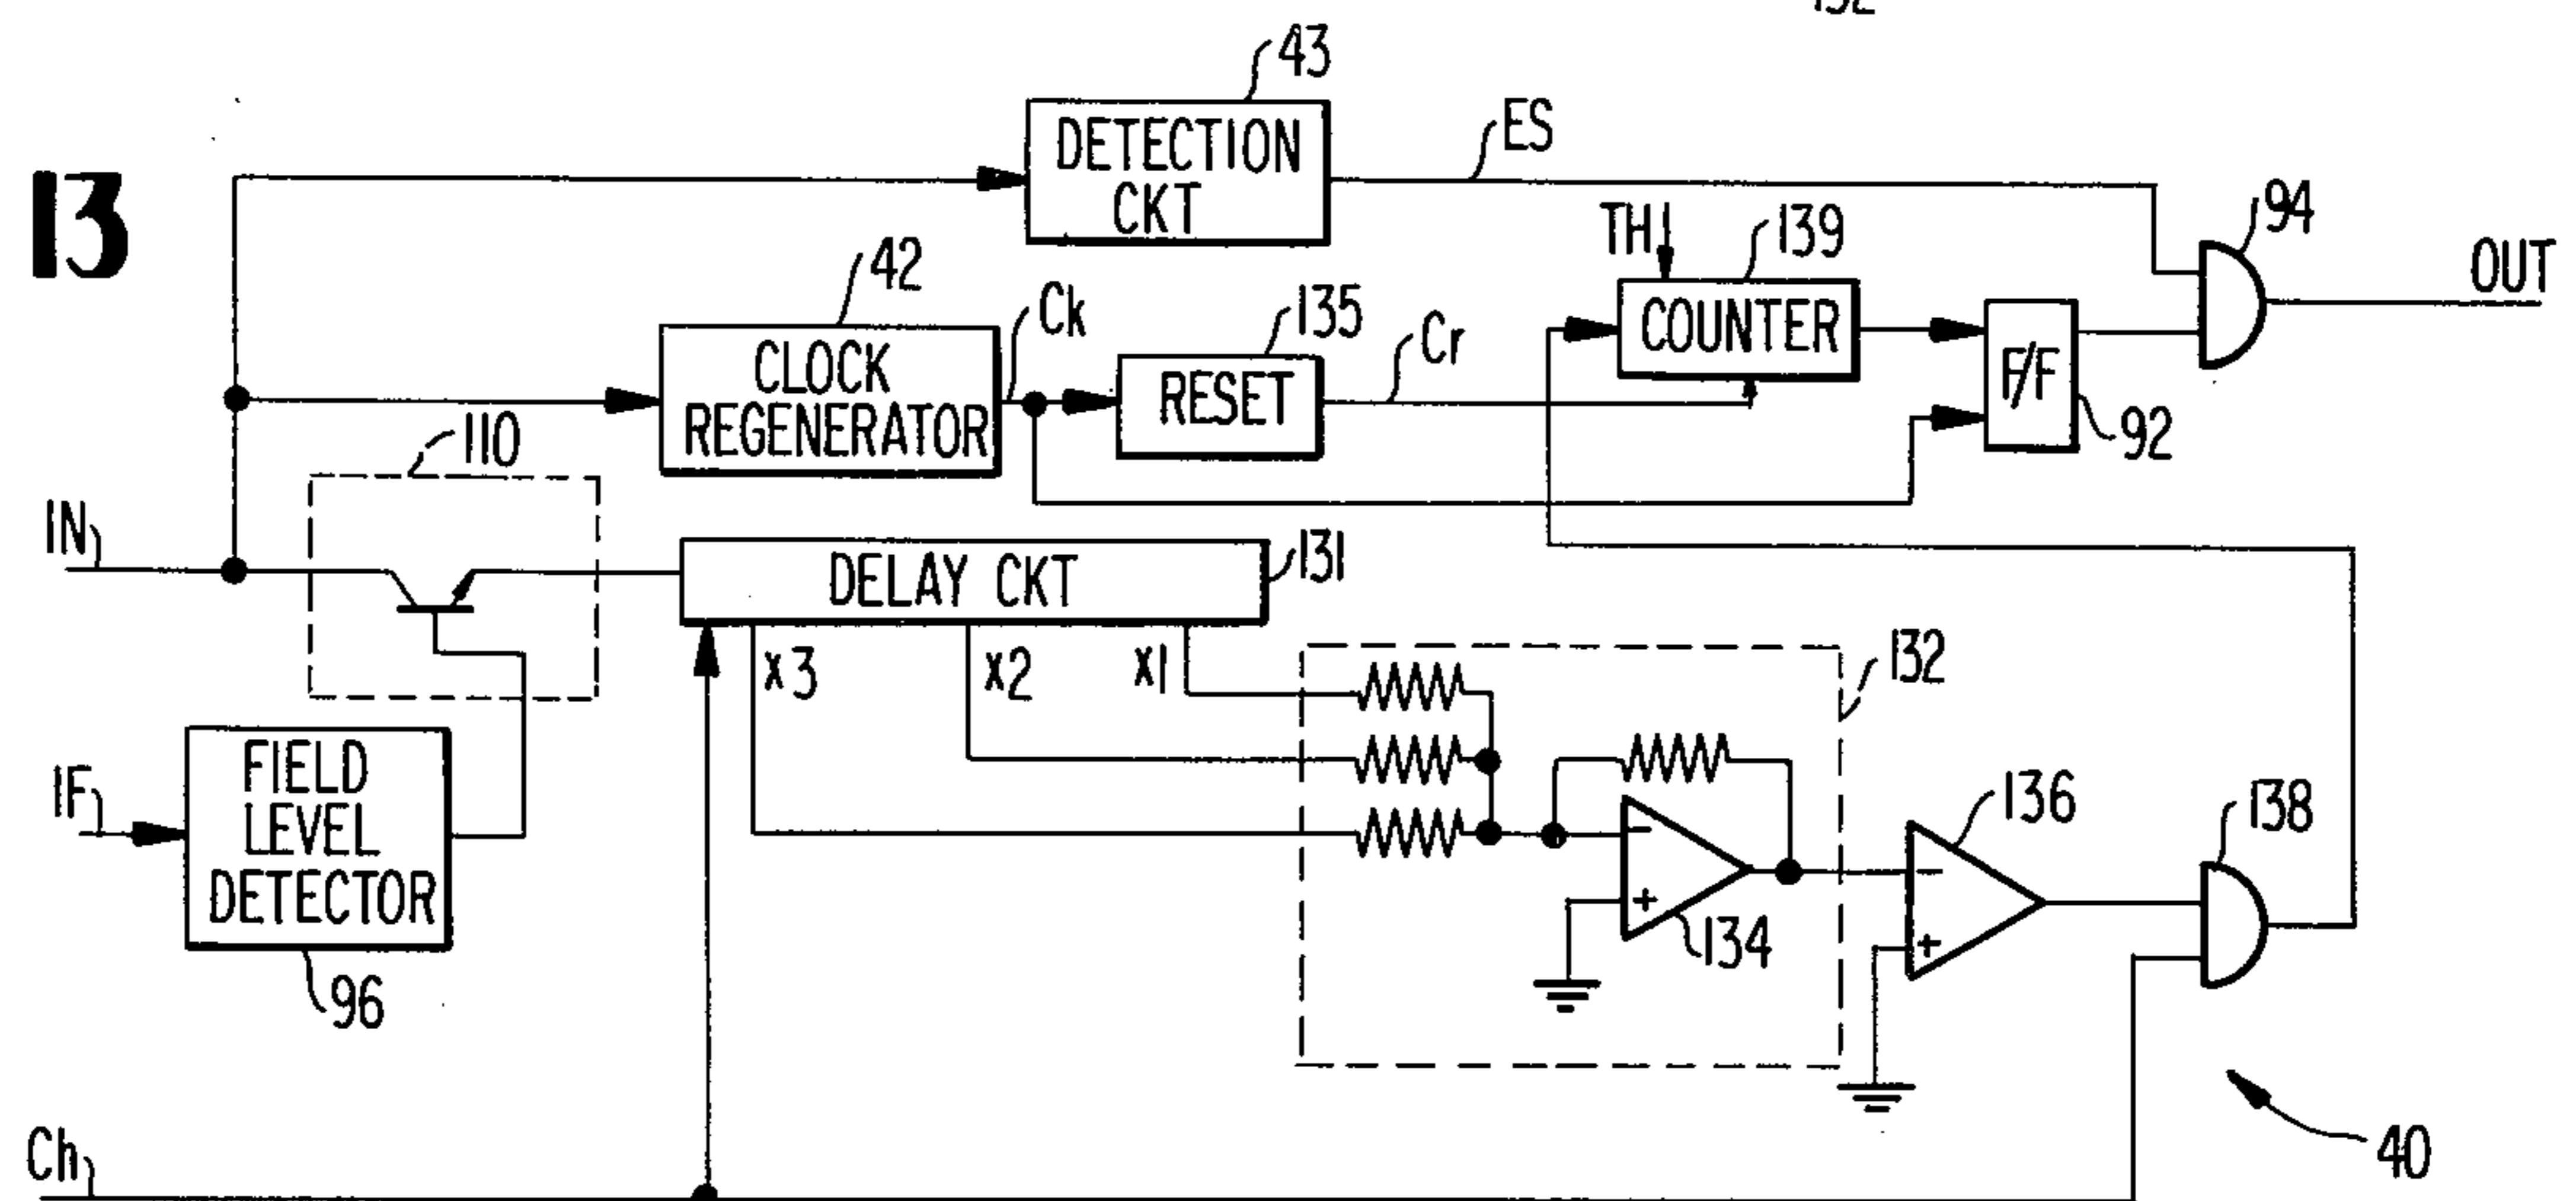 132
43
DETECTION
CKT
ES
13
TH
139
94
42
Ck
135
Cr
COUNTER
OUT
CLOCK
REGENERATOR
RESET
F/F
92
110
IN
DELAY CKT
131
x3
x2
x1
132
FIELD
LEVEL
DETECTOR
IF
136
138
-
+
134
-
+
96
Ch
40